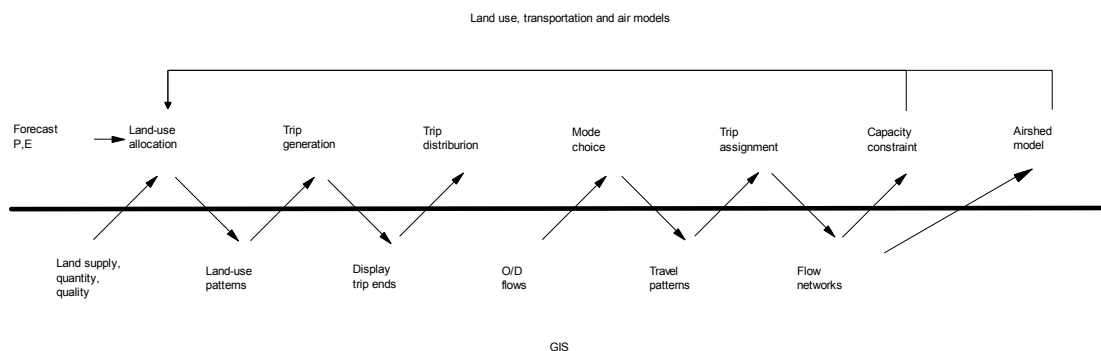 Land use, transportation and air models
Forecast
P,E
Land-use
allocation
Trip
generation
Trip
distriburion
Mode
choice
Trip
assignment
Capacity
constraint
Airshed
model
Land supply,
quantity,
quality
Land-use
patterns
Display
trip ends
O/D
flows
Travel
patterns
Flow
networks
GIS